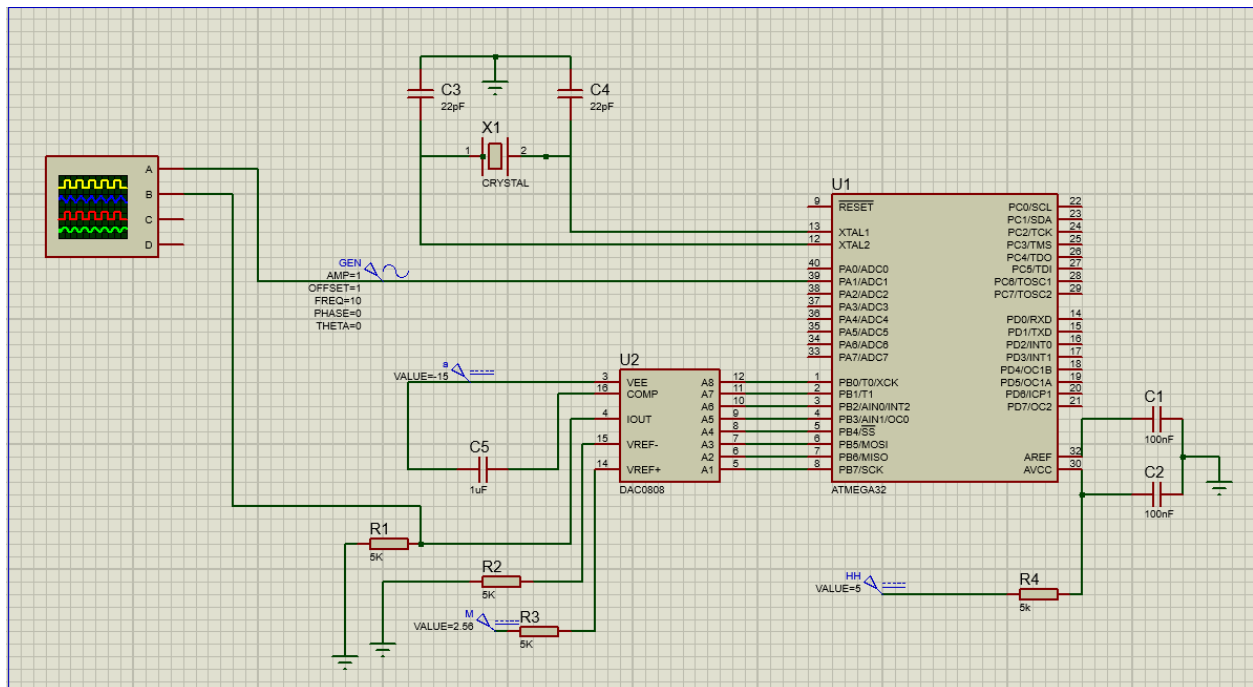 C3
22pF
C4
22pF
X1
1
2
CRYSTAL
A
B
C
D
GEN
AMP=1
OFFSET=1
FREQ=10
PHASE=0
THETA=0
U1
9 RESET PC0/SCL 22
PC1/SDA 23
13 XTAL1 PC2/TCK 24
12 XTAL2 PC3/TMS 25
PC4/TDO 26
40 PA0/ADC0 PC5/TDI 27
39 PA1/ADC1 PC6/TOSC1 28
38 PA2/ADC2 PC7/TOSC2 29
37 PA3/ADC3
36 PA4/ADC4 PD0/RXD 14
35 PA5/ADC5 PD1/TXD 15
34 PA6/ADC6 PD2/INT0 16
33 PA7/ADC7 PD3/INT1 17
PD4/OC1B 18
1 PB0/T0/XCK PD5/OC1A 19
2 PB1/T1 PD6/ICP1 20
3 PB2/AIN0/INT2 PD7/OC2 21
4 PB3/AIN1/OC0
5 PB4/SS
6 PB5/MOSI
7 PB6/MISO AREF 32
8 PB7/SCK AVCC 30
ATMEGA32
a
VALUE=-15
U2
3 VEE A8 12
16 COMP A7 11
A6 10
4 IOUT A5 9
A4 8
15 VREF- A3 7
A2 6
14 VREF+ A1 5
DAC0808
C5
1uF
C1
100nF
C2
100nF
R1
5K
R2
5K
M
VALUE=2.56
R3
5K
HH
VALUE=5
R4
5k